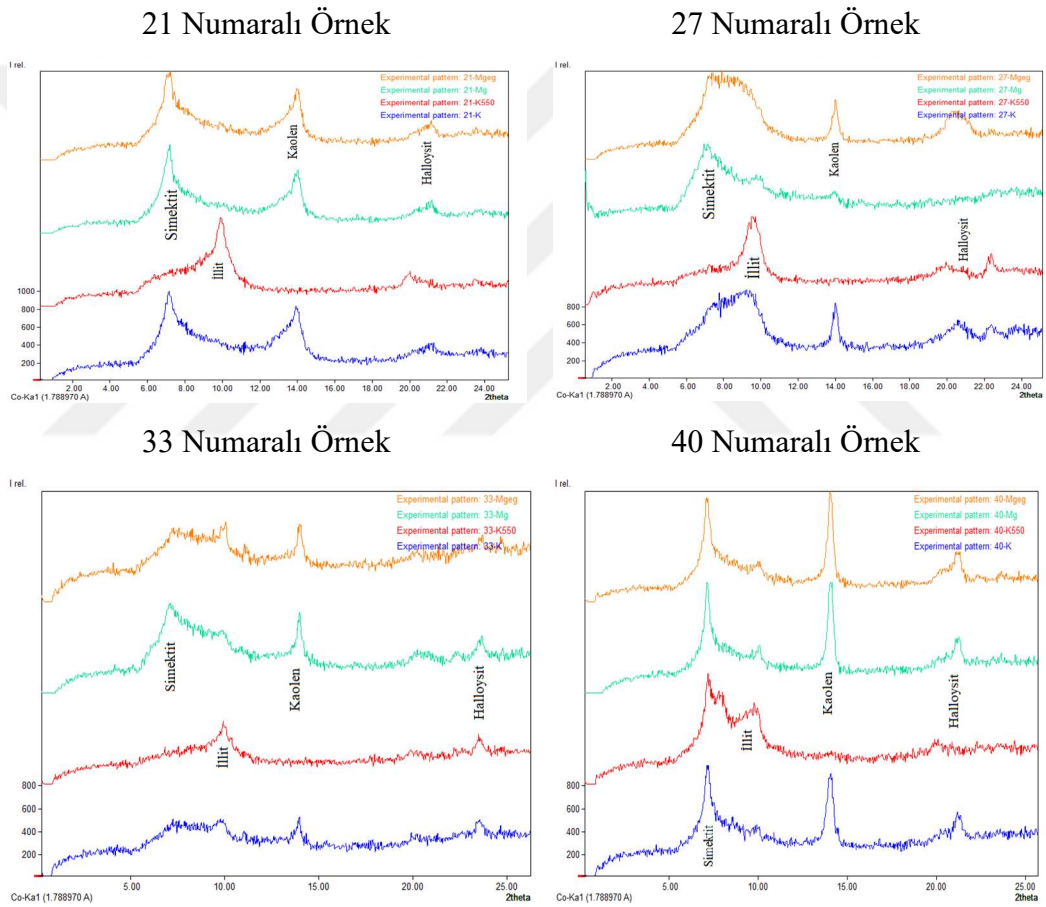 21 Numaralı Örnek
I rel.
Experimental pattern: 21-Mgeg
Experimental pattern: 21-Mg
Experimental pattern: 21-K550
Experimental pattern: 21-K
Simektit
İllit
Kaolen
Halloysit
1000
800
600
400
200
2.00 4.00 6.00 8.00 10.00 12.00 14.00 16.00 18.00 20.00 22.00 24.00
Co-Ka1 (1.788970 A) 2theta
27 Numaralı Örnek
I rel.
Experimental pattern: 27-Mgeg
Experimental pattern: 27-Mg
Experimental pattern: 27-K550
Experimental pattern: 27-K
Simektit
İllit
Kaolen
Halloysit
800
600
400
200
2.00 4.00 6.00 8.00 10.00 12.00 14.00 16.00 18.00 20.00 22.00 24.00
Co-Ka1 (1.788970 A) 2theta
33 Numaralı Örnek
I rel.
Experimental pattern: 33-Mgeg
Experimental pattern: 33-Mg
Experimental pattern: 33-K550
Experimental pattern: 33-K
Simektit
İllit
Kaolen
Halloysit
800
600
400
200
5.00 10.00 15.00 20.00 25.00
Co-Ka1 (1.788970 A) 2theta
40 Numaralı Örnek
I rel.
Experimental pattern: 40-Mgeg
Experimental pattern: 40-Mg
Experimental pattern: 40-K550
Experimental pattern: 40-K
Simektit
İllit
Kaolen
Halloysit
800
600
400
200
5.00 10.00 15.00 20.00 25.00
Co-Ka1 (1.788970 A) 2theta